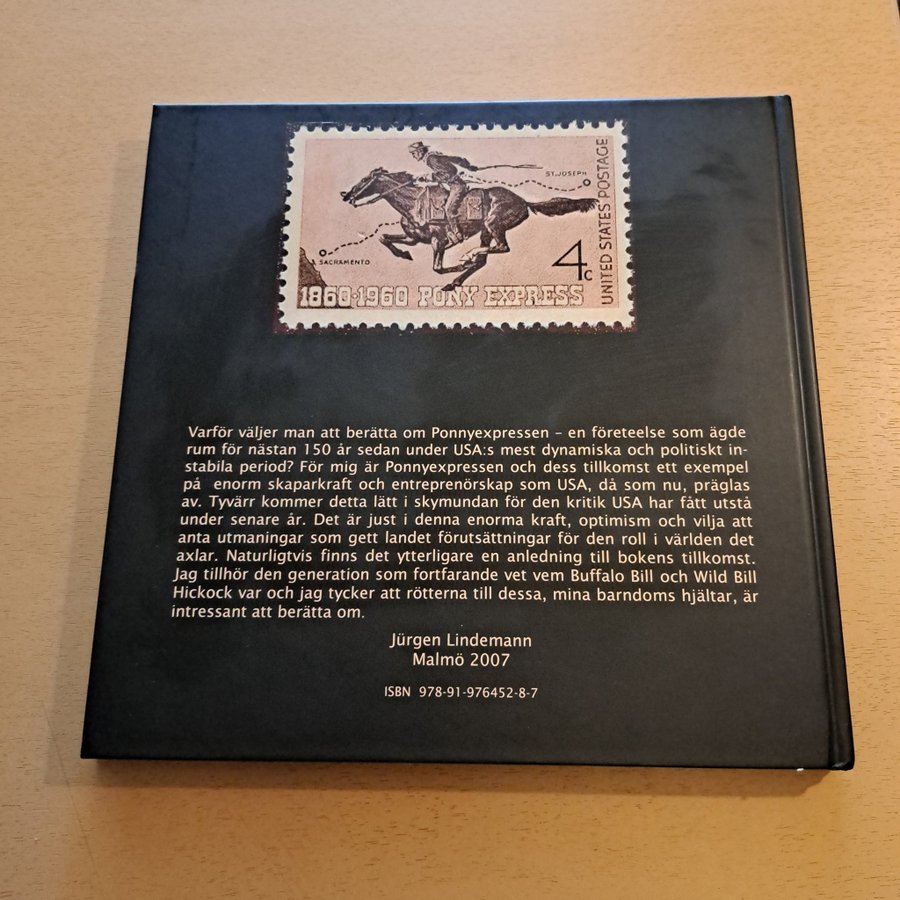 UNITED STATES POSTAGE
ST. JOSEPH
SACRAMENTO
4c
1860-1960 PONY EXPRESS
Varför väljer man att berätta om Ponnyexpressen – en företeelse som ägde
rum för nästan 150 år sedan under USA:s mest dynamiska och politiskt in-
stabila period? För mig är Ponnyexpressen och dess tillkomst ett exempel
på enorm skaparkraft och entreprenörskap som USA, då som nu, präglas
av. Tyvärr kommer detta lätt i skymundan för den kritik USA har fått utstå
under senare år. Det är just i denna enorma kraft, optimism och vilja att
anta utmaningar som gett landet förutsättningar för den roll i världen det
axlar. Naturligtvis finns det ytterligare en anledning till bokens tillkomst.
Jag tillhör den generation som fortfarande vet vem Buffalo Bill och Wild Bill
Hickock var och jag tycker att rötterna till dessa, mina barndoms hjältar, är
intressant att berätta om.
Jürgen Lindemann
Malmö 2007
ISBN 978-91-976452-8-7